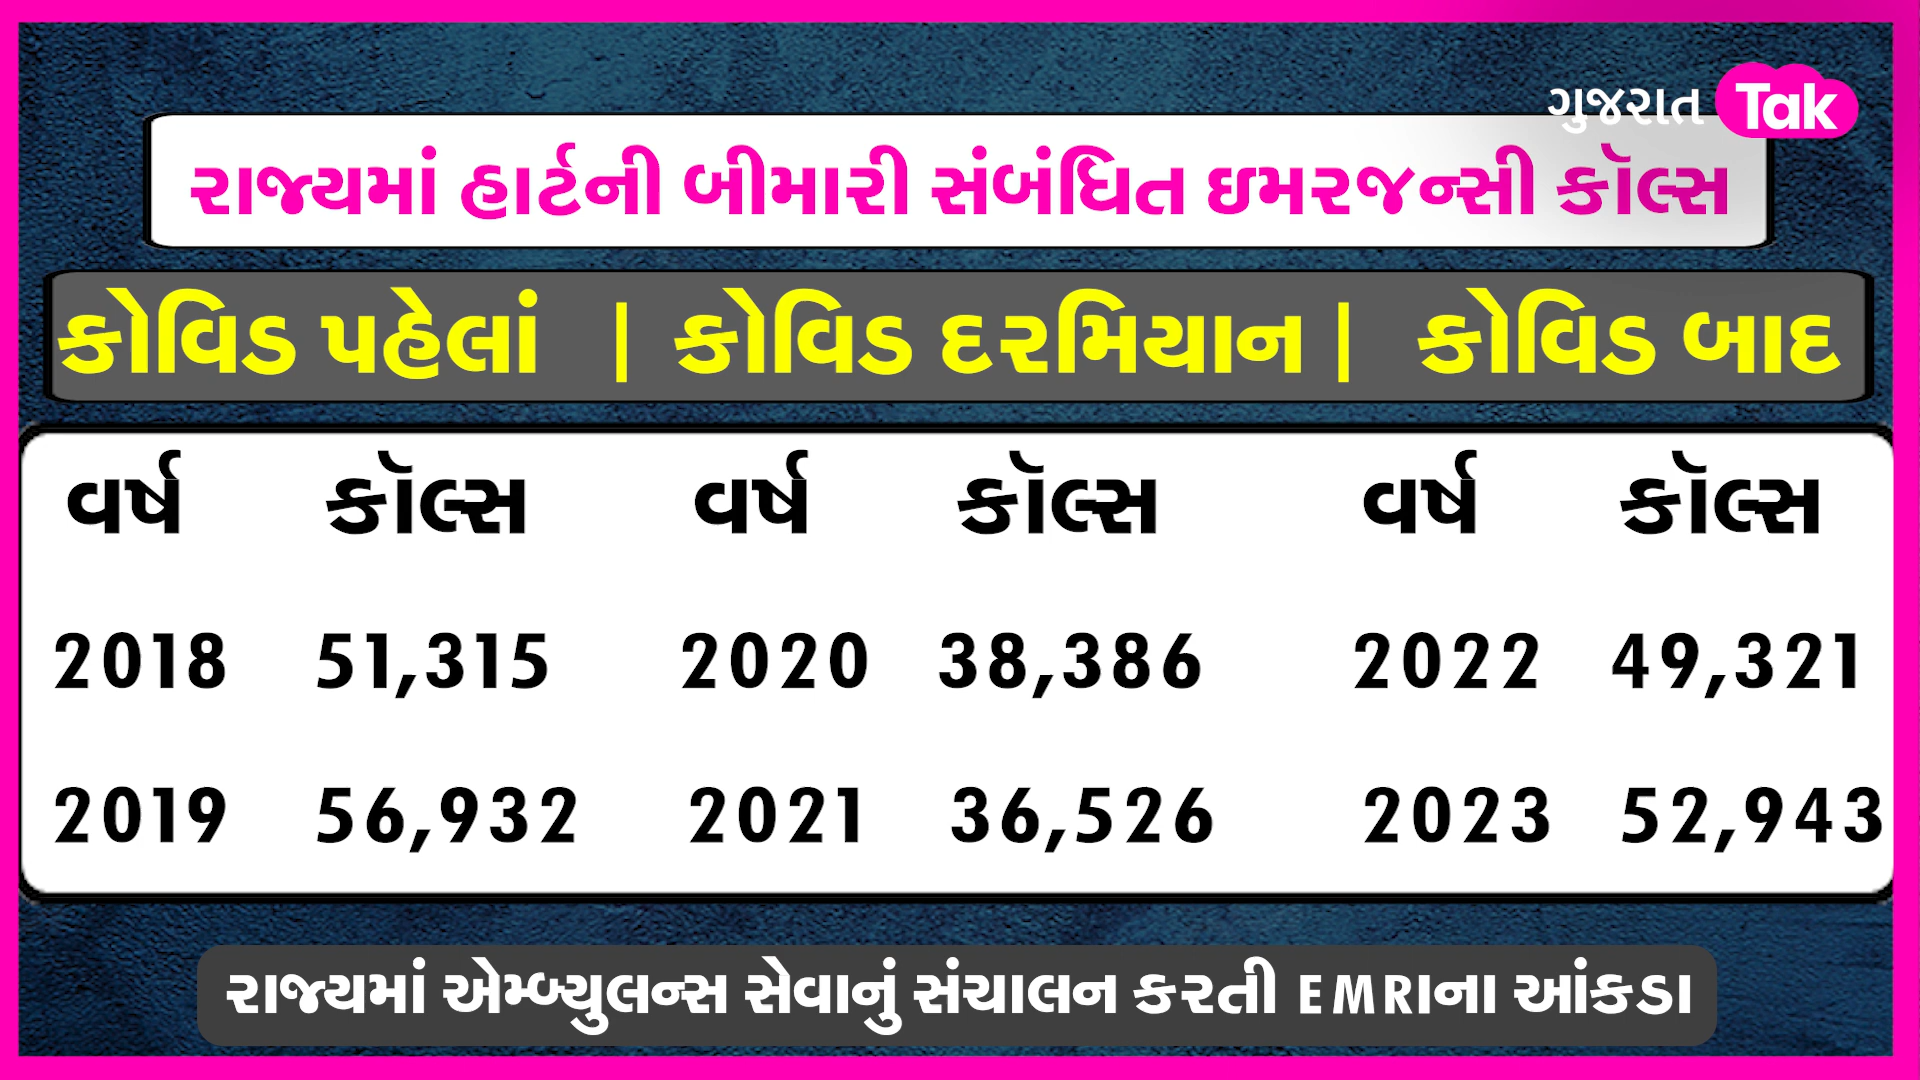 ગુજરાત Tak
રાજ્યમાં હાર્ટની બીમારી સંબંધિત ઇમરજન્સી કૉલ્સ
કોવિડ પહેલાં | કોવિડ દરમિયાન | કોવિડ બાદ
વર્ષ કૉલ્સ વર્ષ કૉલ્સ વર્ષ કૉલ્સ
2018 51,315 2020 38,386 2022 49,321
2019 56,932 2021 36,526 2023 52,943
રાજ્યમાં એમ્બ્યુલન્સ સેવાનું સંચાલન કરતી EMRIના આંકડા